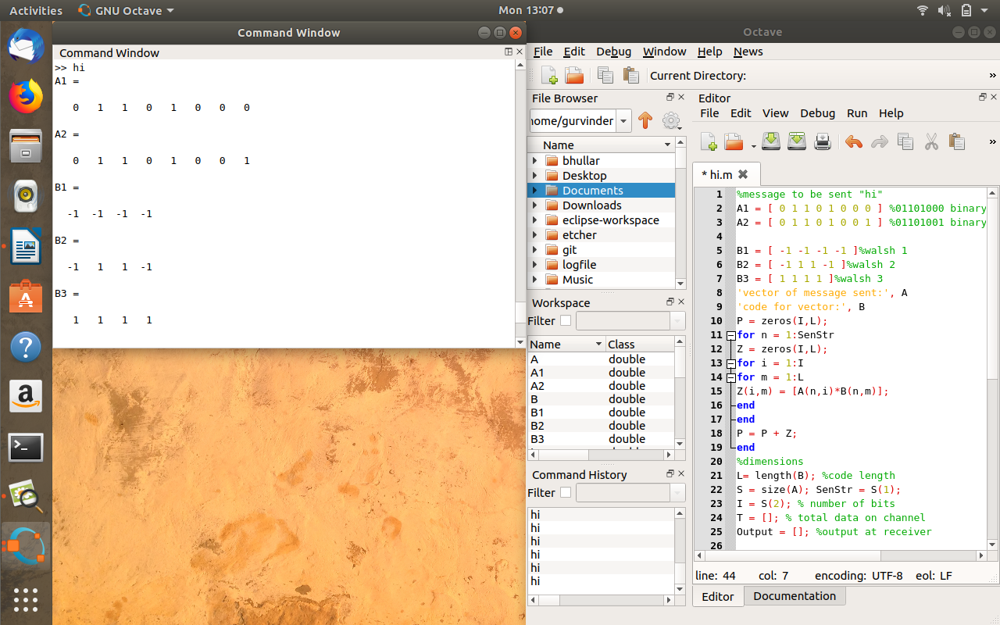 Activities GNU Octave Mon 13:07
Command Window
Command Window
>> hi
A1 =
0 1 1 0 1 0 0 0
A2 =
0 1 1 0 1 0 0 1
B1 =
-1 -1 -1 -1
B2 =
-1 1 1 -1
B3 =
1 1 1 1
Octave
File Edit Debug Window Help News
Current Directory: »
File Browser
home/gurvinder
Name
bhullar
Desktop
Documents
Downloads
eclipse-workspace
etcher
git
logfile
Music
Workspace
Filter
Name Class
A double
A1 double
A2 double
B double
B1 double
B2 double
B3 double
Command History
Filter
hi
hi
hi
hi
hi
hi
Editor
File Edit View Debug Run Help
»
* hi.m
1 %message to be sent "hi"
2 A1 = [ 0 1 1 0 1 0 0 0 ] %01101000 binary
3 A2 = [ 0 1 1 0 1 0 0 1 ] %01101001 binary
4
5 B1 = [ -1 -1 -1 -1 ]%walsh 1
6 B2 = [ -1 1 1 -1 ]%walsh 2
7 B3 = [ 1 1 1 1 ]%walsh 3
8 'vector of message sent:', A
9 'code for vector:', B
10 P = zeros(I,L);
11 for n = 1:SenStr
12 Z = zeros(I,L);
13 for i = 1:I
14 for m = 1:L
15 Z(i,m) = [A(n,i)*B(n,m)];
16 end
17 end
18 P = P + Z;
19 end
20 %dimensions
21 L= length(B); %code length
22 S = size(A); SenStr = S(1);
23 I = S(2); % number of bits
24 T = []; % total data on channel
25 Output = []; %output at receiver
26
line: 44 col: 7 encoding: UTF-8 eol: LF
Editor Documentation